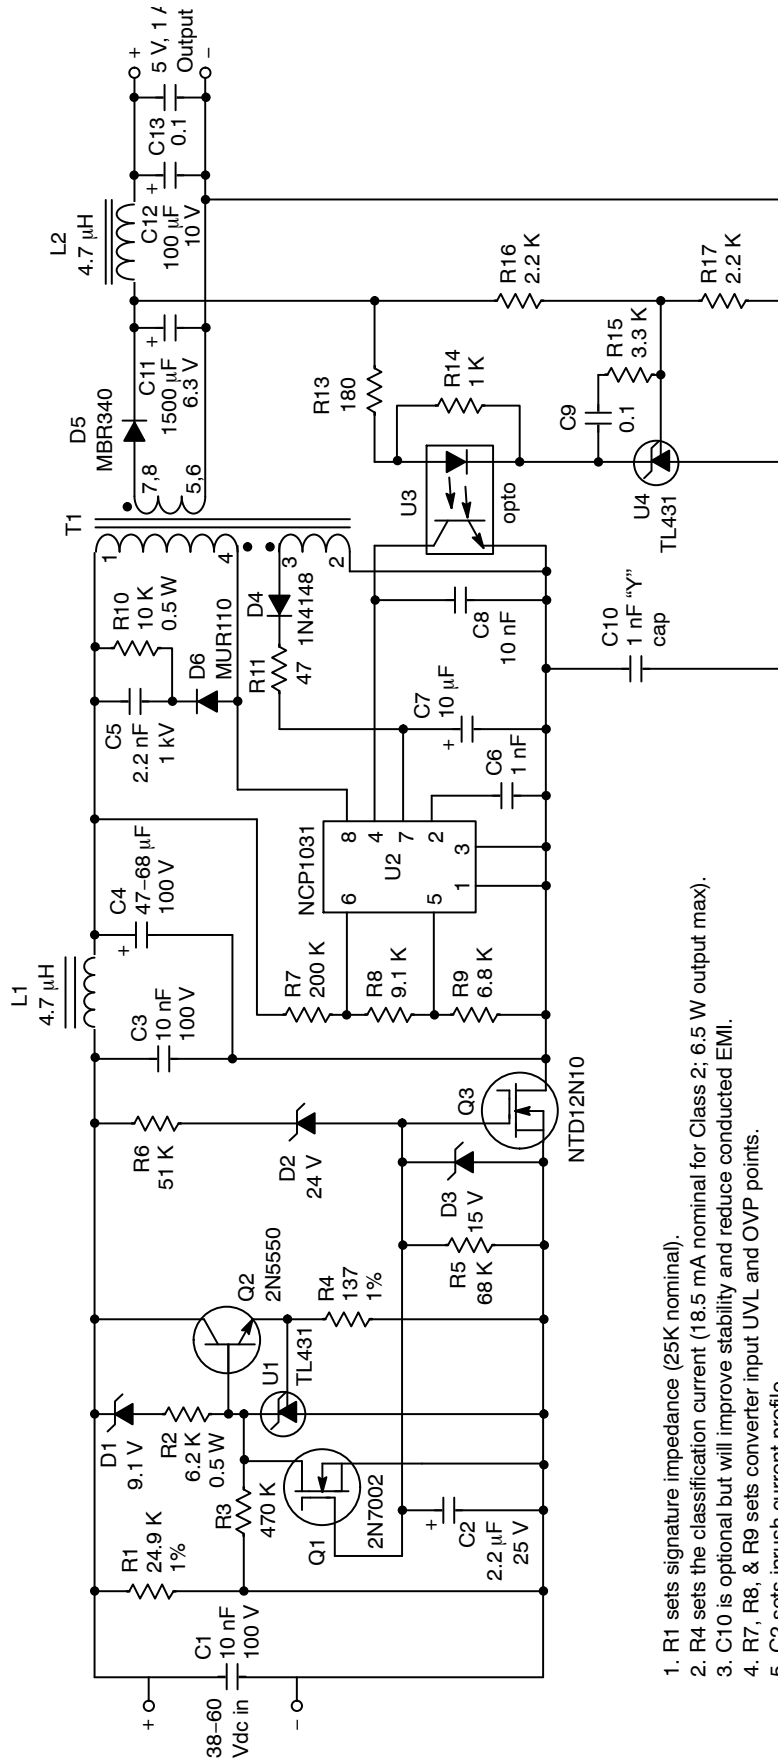 +
38–60
Vdc in
–
C1
10 nF
100 V
R1
24.9 K
1%
D1
9.1 V
R2
6.2 K
0.5 W
R3
470 K
Q1
2N7002
C2
+
2.2 µF
25 V
Q2
2N5550
U1
TL431
R4
137
1%
R5
68 K
D3
15 V
R6
51 K
D2
24 V
Q3
NTD12N10
L1
4.7 µH
C3
10 nF
100 V
C4
+
47–68 µF
100 V
R7
200 K
R8
9.1 K
R9
6.8 K
NCP1031
U2
6
5
8
4
7
2
1
3
C5
2.2 nF
1 kV
R10
10 K
0.5 W
D6
MUR110
D4
1N4148
R11
47
C6
1 nF
C7
+
10 µF
C8
10 nF
T1
1
4
3
2
7,8
5,6
D5
MBR340
C11
+
1500 µF
6.3 V
L2
4.7 µH
C12
+
100 µF
10 V
C13
0.1
+
5 V, 1 A
Output
–
U3
opto
R13
180
R14
1 K
C9
0.1
R15
3.3 K
R16
2.2 K
R17
2.2 K
U4
TL431
C10
1 nF “Y”
cap
1. R1 sets signature impedance (25K nominal).
2. R4 sets the classification current (18.5 mA nominal for Class 2; 6.5 W output max).
3. C10 is optional but will improve stability and reduce conducted EMI.
4. R7, R8, & R9 sets converter input UVL and OVP points.
5. C2 sets inrush current profile